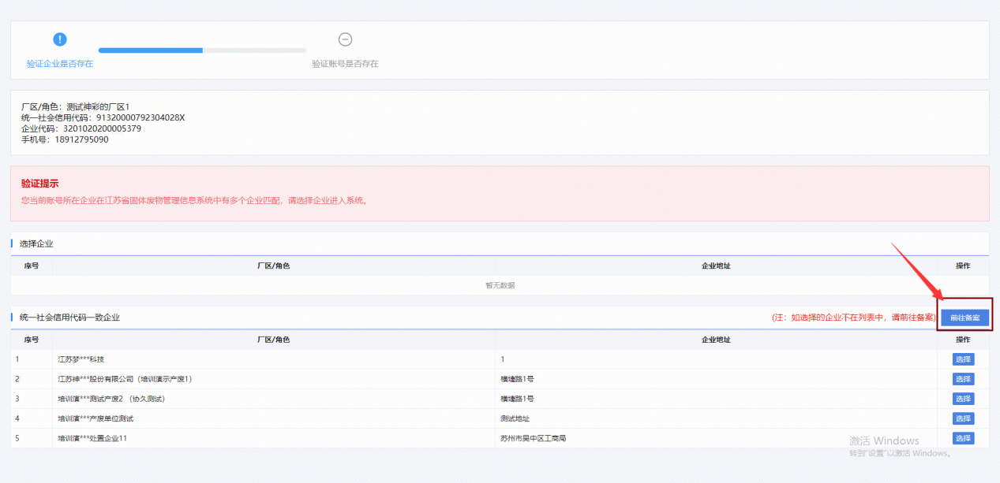 验证企业是否存在
验证账号是否存在
厂区/角色：测试神彩的厂区1
统一社会信用代码：91320000792304028X
企业代码：3201020200005379
手机号：18912795090
验证提示
您当前账号所在企业在江苏省固体废物管理信息系统中有多个企业匹配，请选择企业进入系统。
选择企业
序号 厂区/角色 企业地址 操作
暂无数据
统一社会信用代码一致企业 (注：如选择的企业不在列表中，请前往备案) 前往备案
序号 厂区/角色 企业地址 操作
1 江苏梦***科技 1 选择
2 江苏神***股份有限公司（培训演示产废1） 横塘路1号 选择
3 培训演***测试产废2 （协久测试） 横塘路1号 选择
4 培训演***产废单位测试 测试地址 选择
5 培训演***处置企业11 苏州市吴中区工商局 选择
激活 Windows
转到"设置"以激活 Windows。